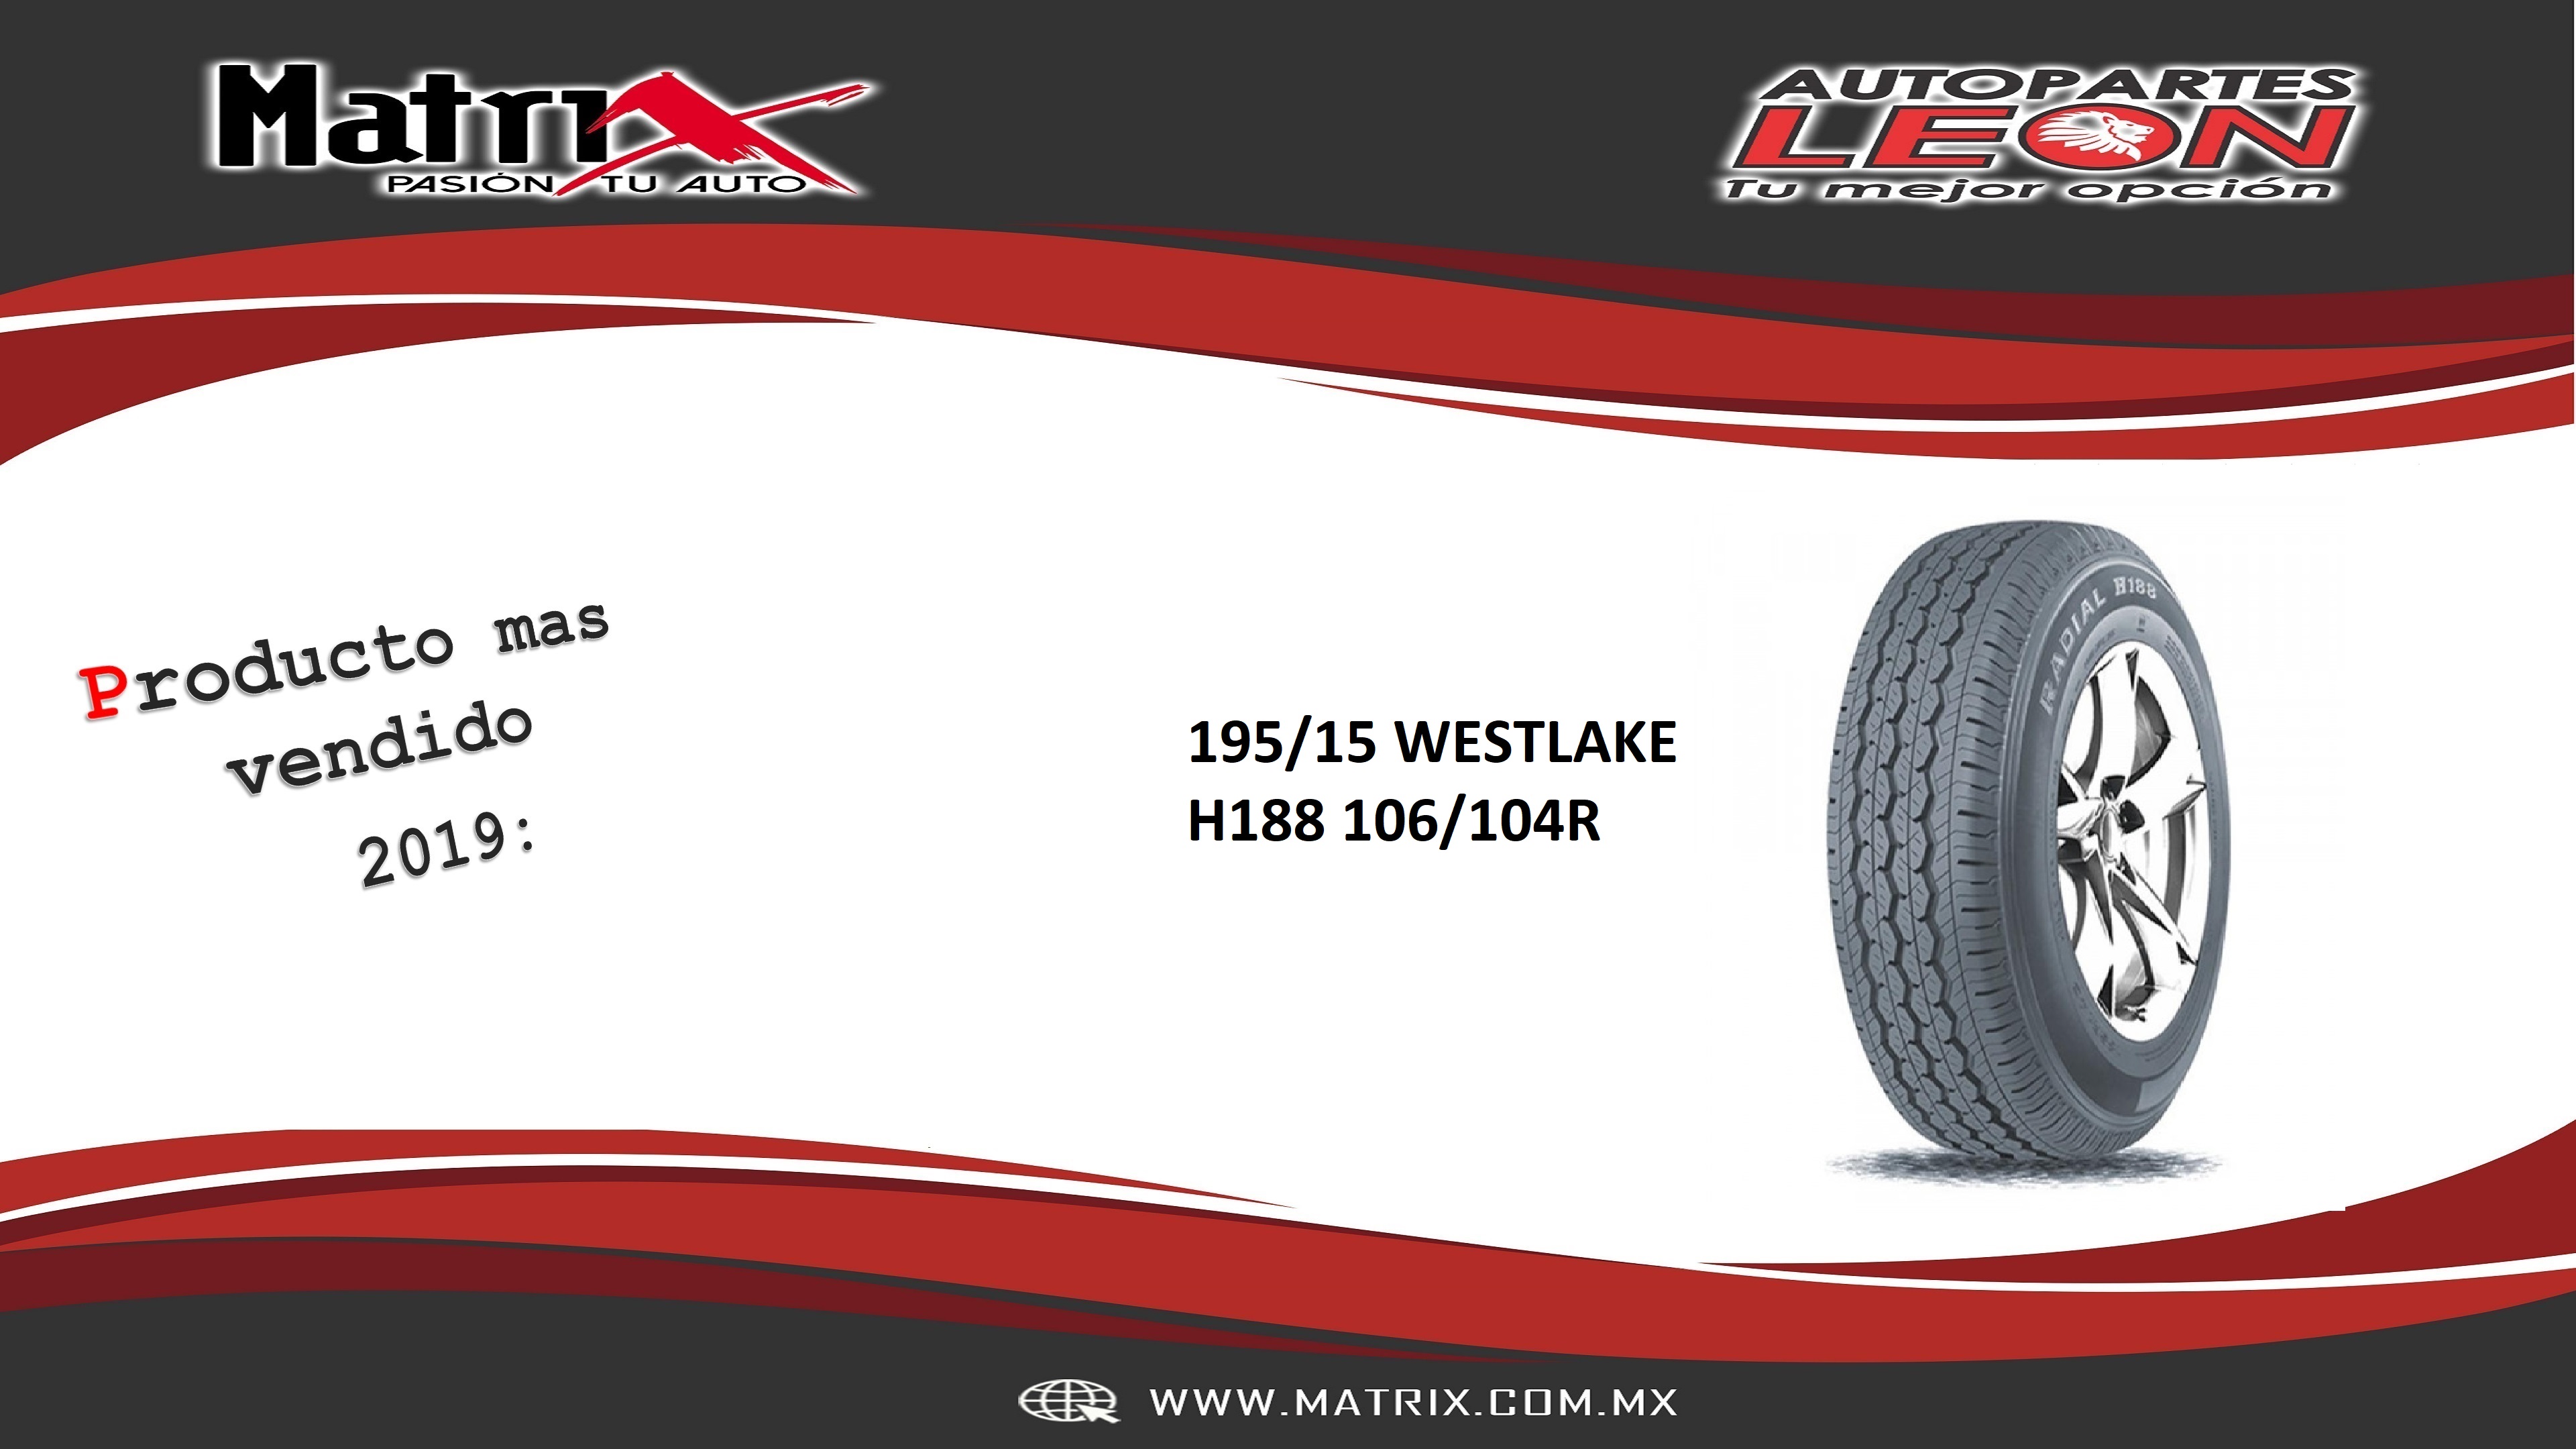 Matrix
PASIÓN TU AUTO
AUTOPARTES
LEON
Tu mejor opción
Producto mas
vendido
2019:
195/15 WESTLAKE
H188 106/104R
RADIAL H188
WWW.MATRIX.COM.MX